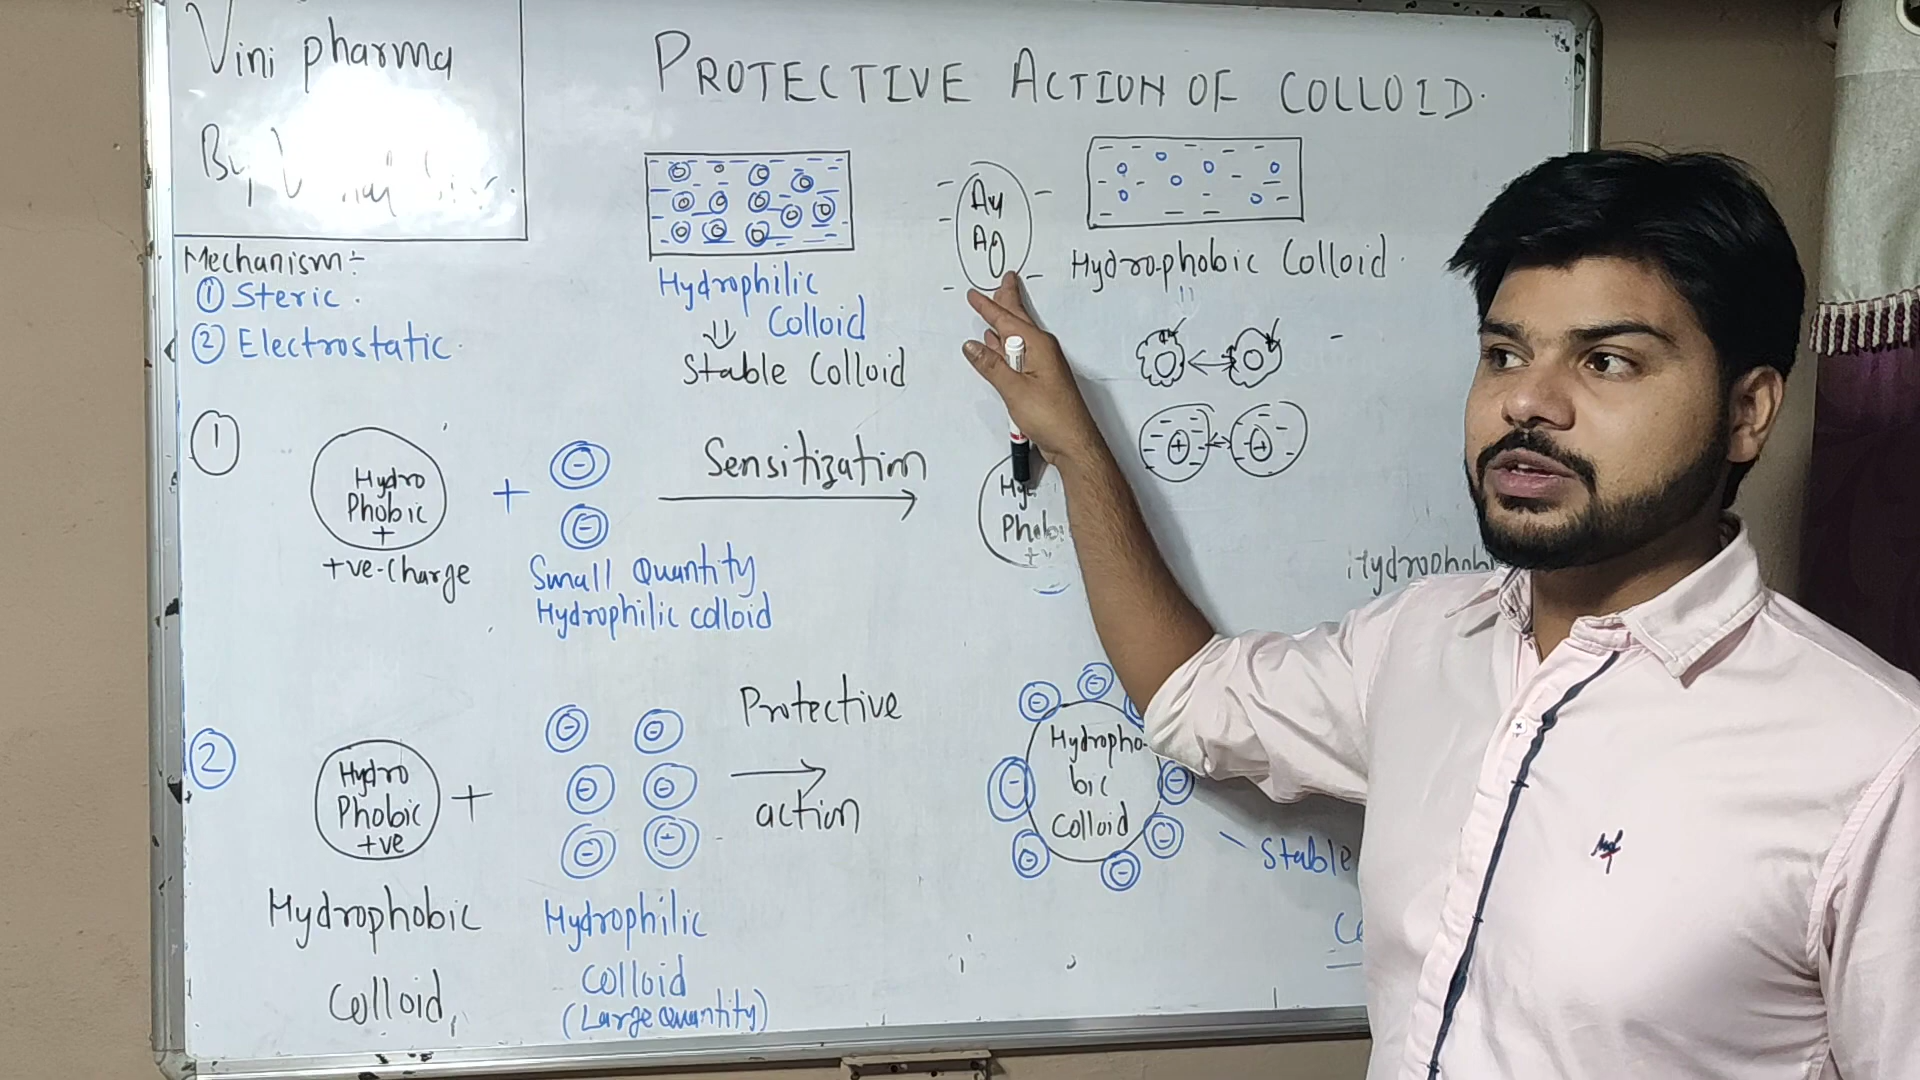 Vini pharma
By,
PROTECTIVE ACTION OF COLLOID.
Mechanism:-
① Steric.
② Electrostatic.
Hydrophilic
Colloid
⇓
Stable Colloid
Au
Ag
Hydrophobic Colloid.
①
Hydro
Phobic
+
+ve-Charge
+
Small Quantity
Hydrophilic colloid
Sensitization
②
Hydro
Phobic
+ve
+
Hydrophobic
Colloid,
Hydrophilic
Colloid
(Large Quantity)
Protective
action
Hydropho-
bic
Colloid
Stable